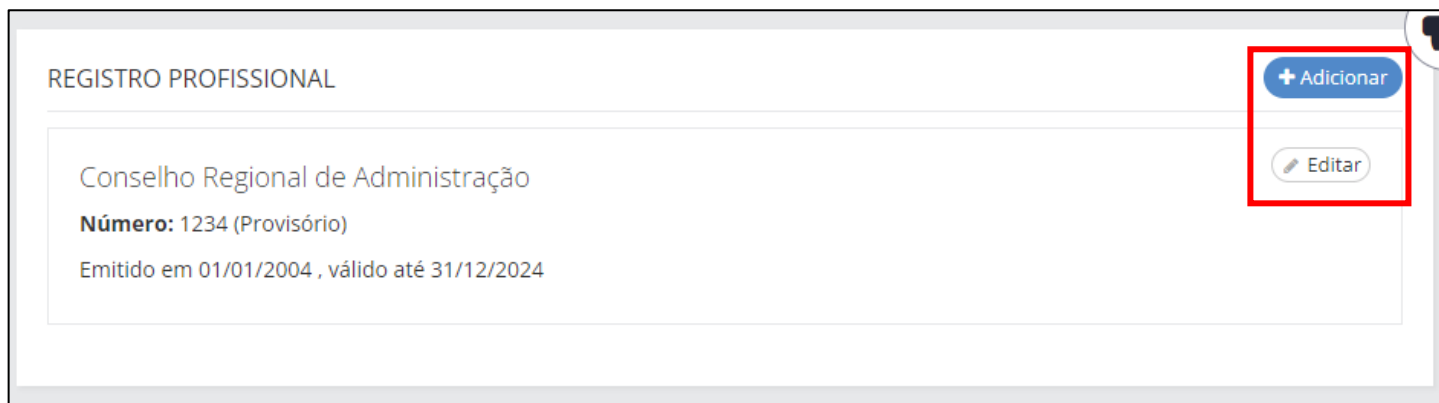 REGISTRO PROFISSIONAL
Adicionar
Conselho Regional de Administração
Editar
Número: 1234 (Provisório)
Emitido em 01/01/2004 , válido até 31/12/2024